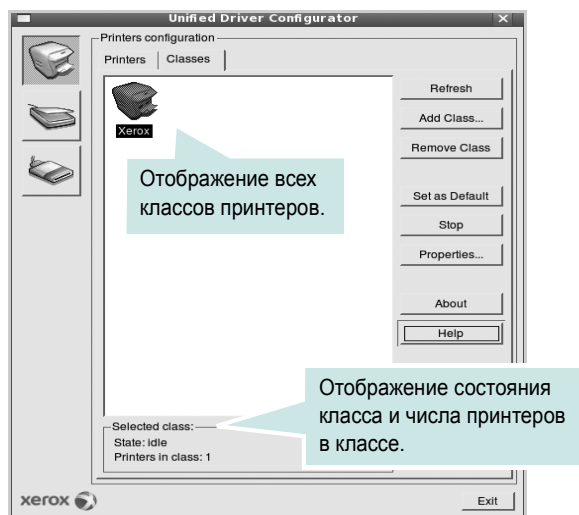 Unified Driver Configurator
Printers configuration
Printers
Classes
Xerox
Отображение всех
классов принтеров.
Refresh
Add Class...
Remove Class
Set as Default
Stop
Properties...
About
Help
Отображение состояния
класса и числа принтеров
в классе.
Selected class:
State: idle
Printers in class: 1
xerox
Exit